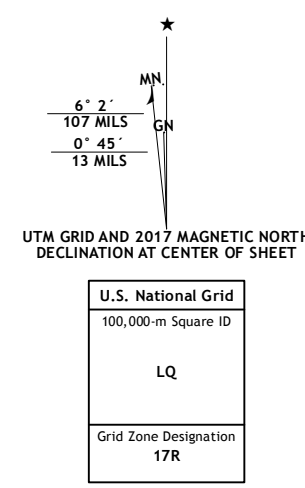 MN.
6° 2´
107 MILS
GN
0° 45´
13 MILS
UTM GRID AND 2017 MAGNETIC NORTH
DECLINATION AT CENTER OF SHEET
U.S. National Grid
100,000-m Square ID
LQ
Grid Zone Designation
17R